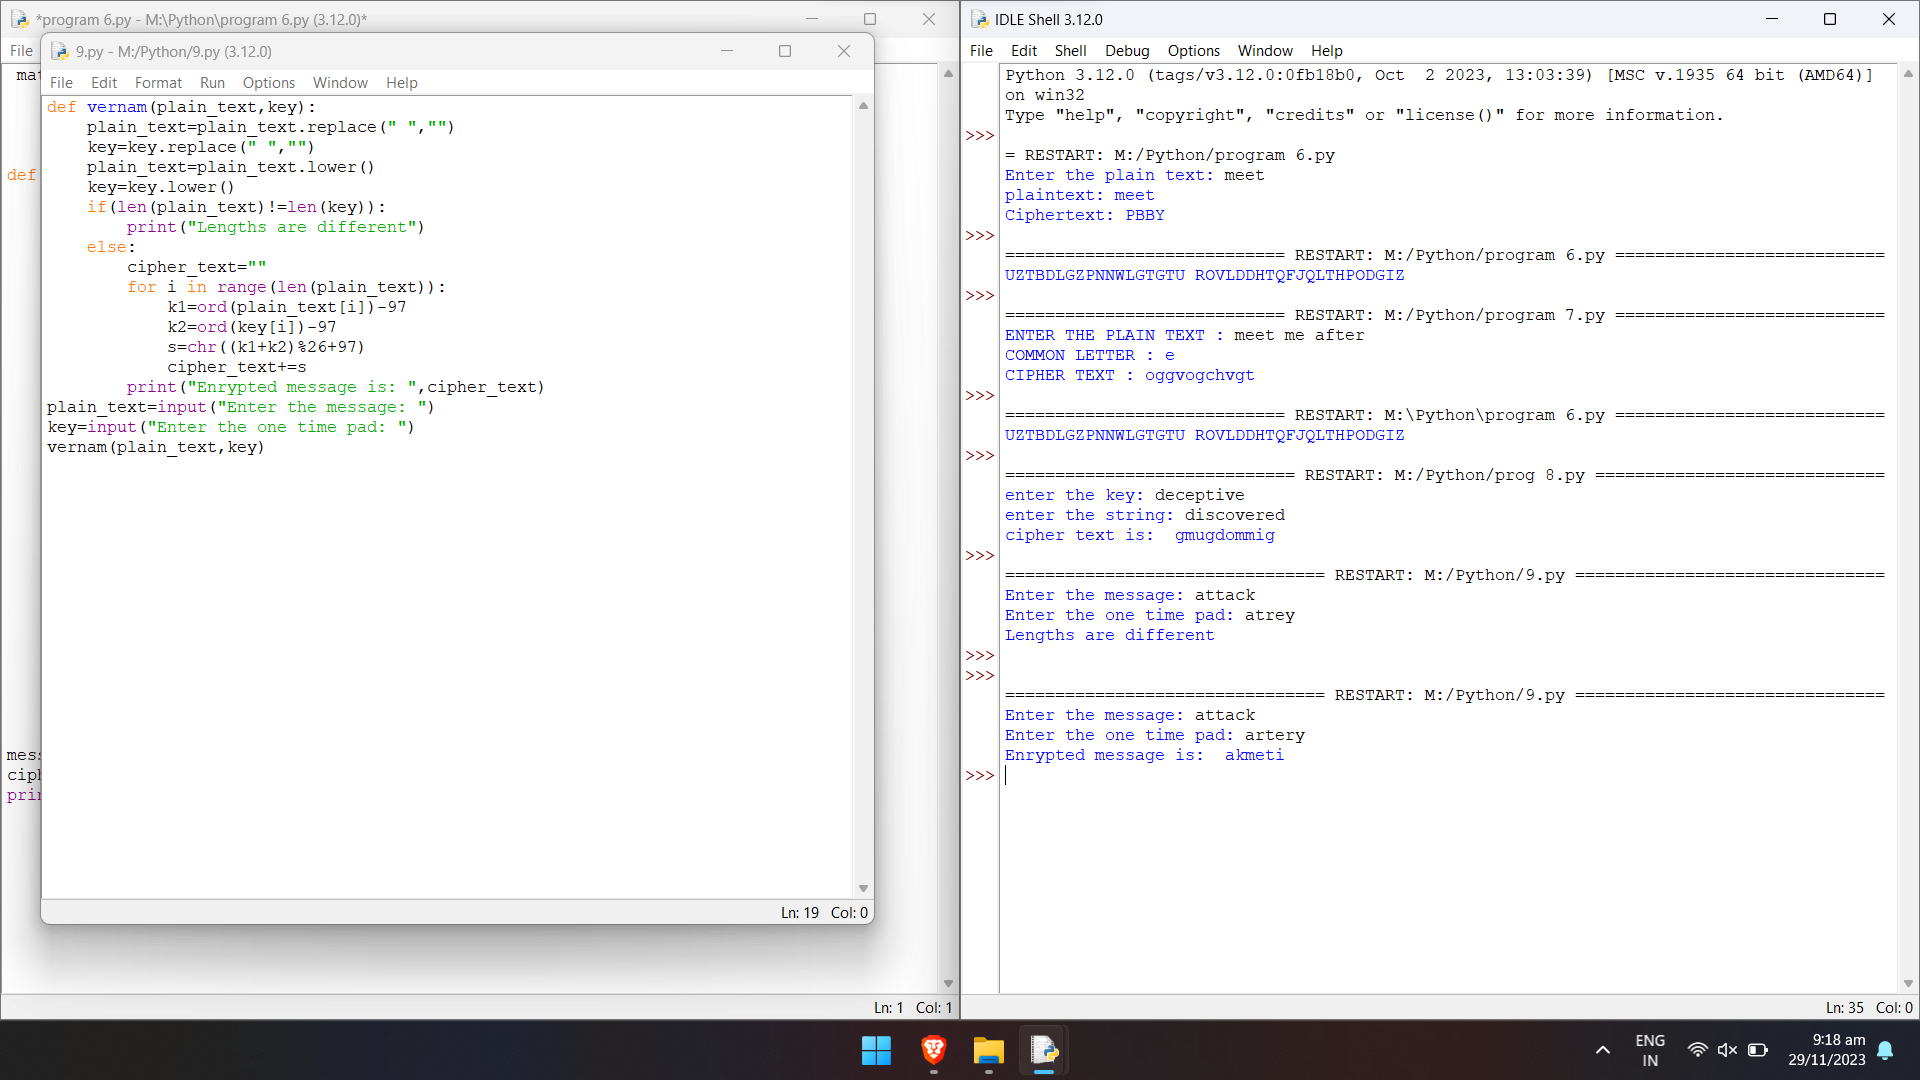 *program 6.py - M:\Python\program 6.py (3.12.0)*
File
def
9.py - M:/Python/9.py (3.12.0)
File Edit Format Run Options Window Help
def vernam(plain_text,key):
    plain_text=plain_text.replace(" ","")
    key=key.replace(" ","")
    plain_text=plain_text.lower()
    key=key.lower()
    if(len(plain_text)!=len(key)):
        print("Lengths are different")
    else:
        cipher_text=""
        for i in range(len(plain_text)):
            k1=ord(plain_text[i])-97
            k2=ord(key[i])-97
            s=chr((k1+k2)%26+97)
            cipher_text+=s
        print("Enrypted message is: ",cipher_text)
plain_text=input("Enter the message: ")
key=input("Enter the one time pad: ")
vernam(plain_text,key)
Ln: 19 Col: 0
Ln: 1 Col: 1
IDLE Shell 3.12.0
File Edit Shell Debug Options Window Help
Python 3.12.0 (tags/v3.12.0:0fb18b0, Oct  2 2023, 13:03:39) [MSC v.1935 64 bit (AMD64)]
on win32
Type "help", "copyright", "credits" or "license()" for more information.
>>>
= RESTART: M:/Python/program 6.py
Enter the plain text: meet
plaintext: meet
Ciphertext: PBBY
>>>
============================ RESTART: M:/Python/program 6.py ===========================
UZTBDLGZPNNWLGTGTU ROVLDDHTQFJQLTHPODGIZ
>>>
============================ RESTART: M:/Python/program 7.py ===========================
ENTER THE PLAIN TEXT : meet me after
COMMON LETTER : e
CIPHER TEXT : oggvogchvgt
>>>
============================ RESTART: M:\Python\program 6.py ===========================
UZTBDLGZPNNWLGTGTU ROVLDDHTQFJQLTHPODGIZ
>>>
============================= RESTART: M:/Python/prog 8.py =============================
enter the key: deceptive
enter the string: discovered
cipher text is:  gmugdommig
>>>
================================ RESTART: M:/Python/9.py ===============================
Enter the message: attack
Enter the one time pad: atrey
Lengths are different
>>>
>>>
================================ RESTART: M:/Python/9.py ===============================
Enter the message: attack
Enter the one time pad: artery
Enrypted message is:  akmeti
>>>
Ln: 35 Col: 0
ENG
IN
9:18 am
29/11/2023